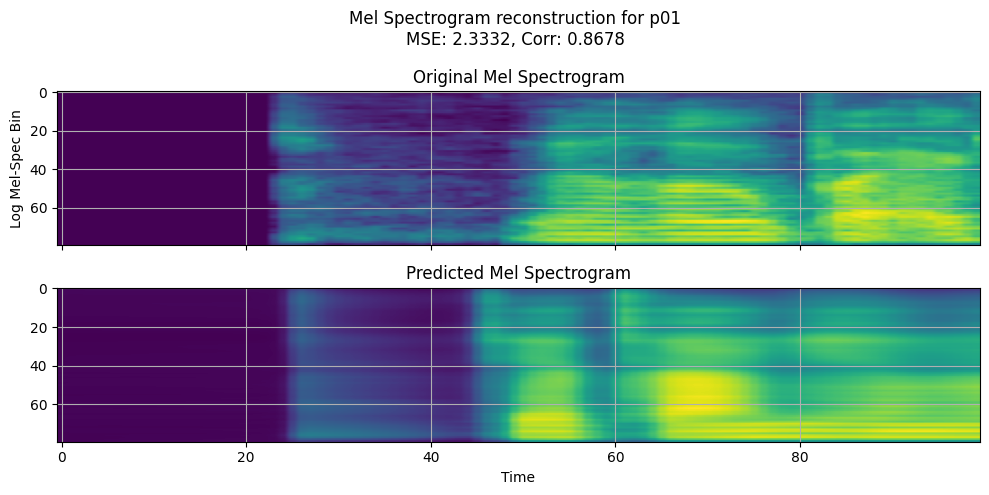 Mel Spectrogram reconstruction for p01
MSE: 2.3332, Corr: 0.8678
Original Mel Spectrogram
Log Mel-Spec Bin
0
20
40
60
Predicted Mel Spectrogram
0
20
40
60
0 20 40 60 80
Time